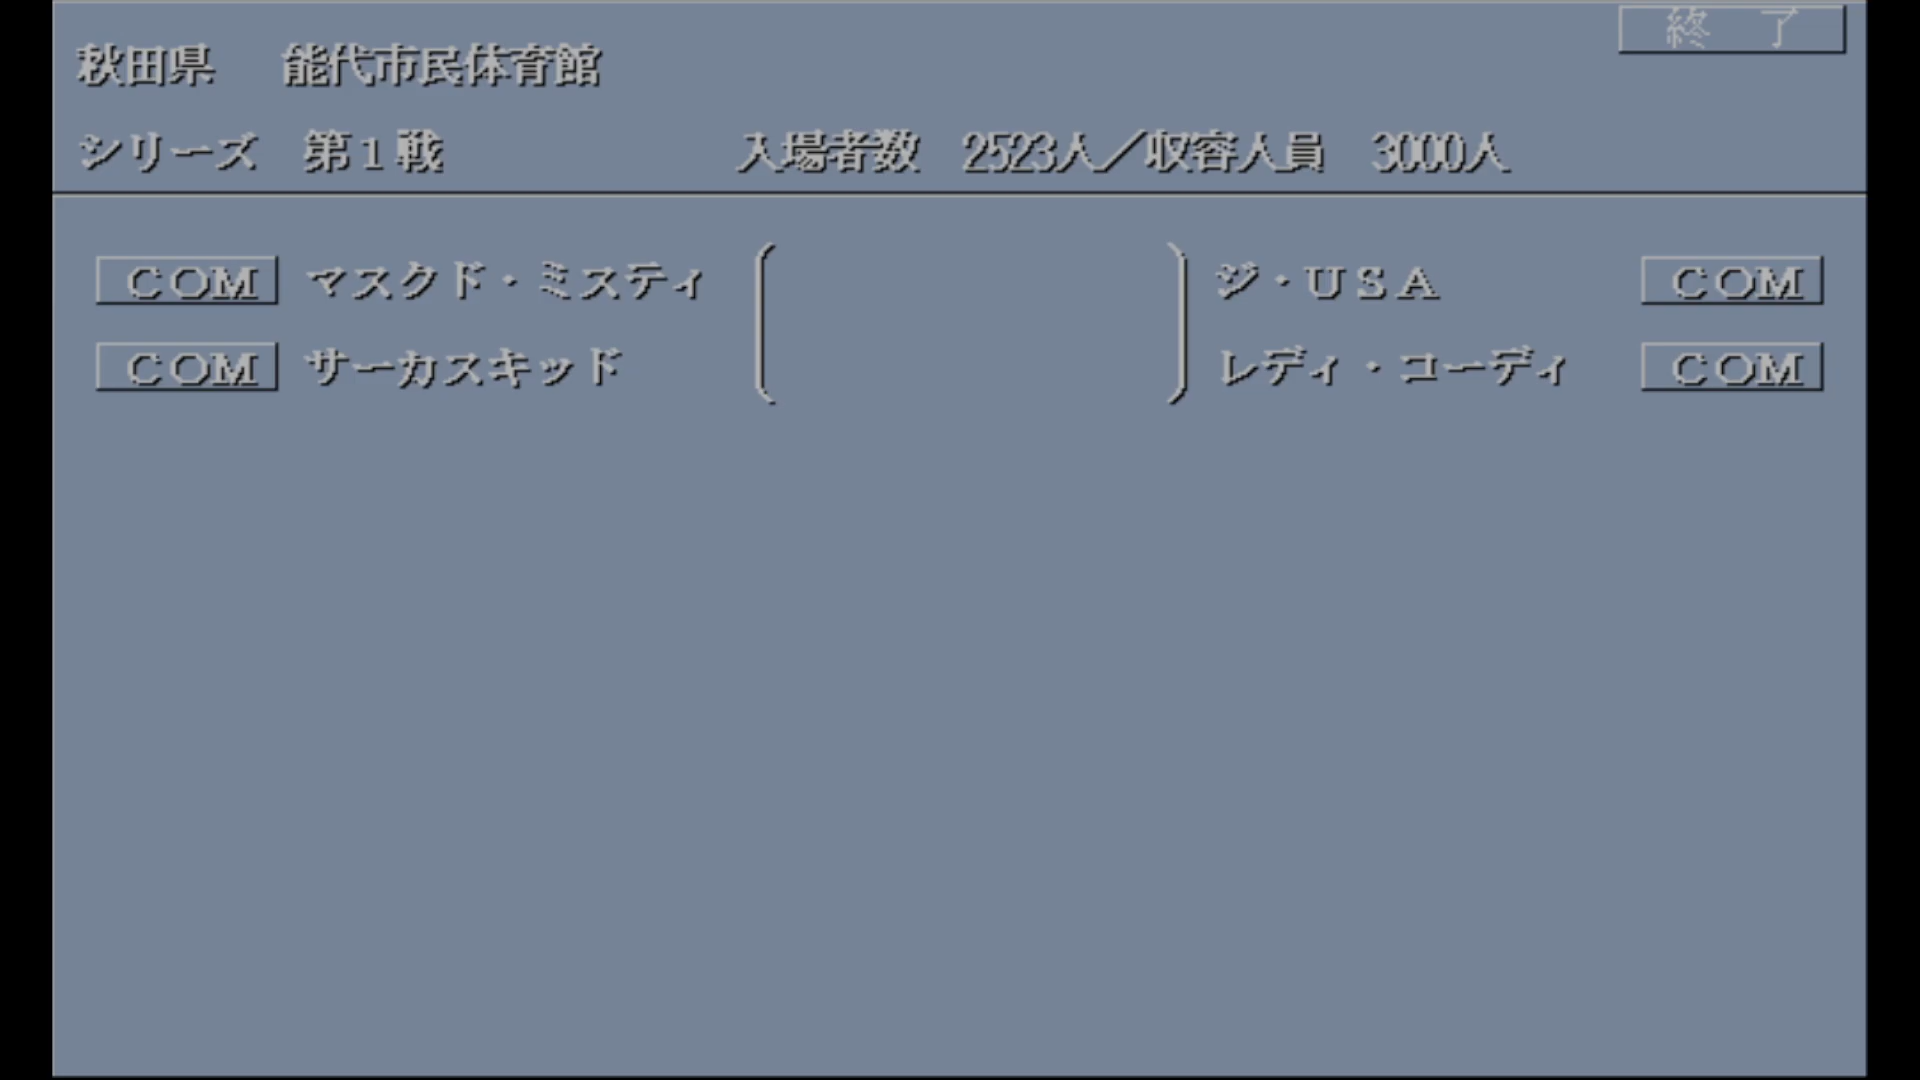 終　了
秋田県　能代市民体育館
シリーズ　第１戦　入場者数　2523人／収容人員　3000人
ＣＯＭ　マスクド・ミスティ　ジ・ＵＳＡ　ＣＯＭ
ＣＯＭ　サーカスキッド　レディ・コーディ　ＣＯＭ